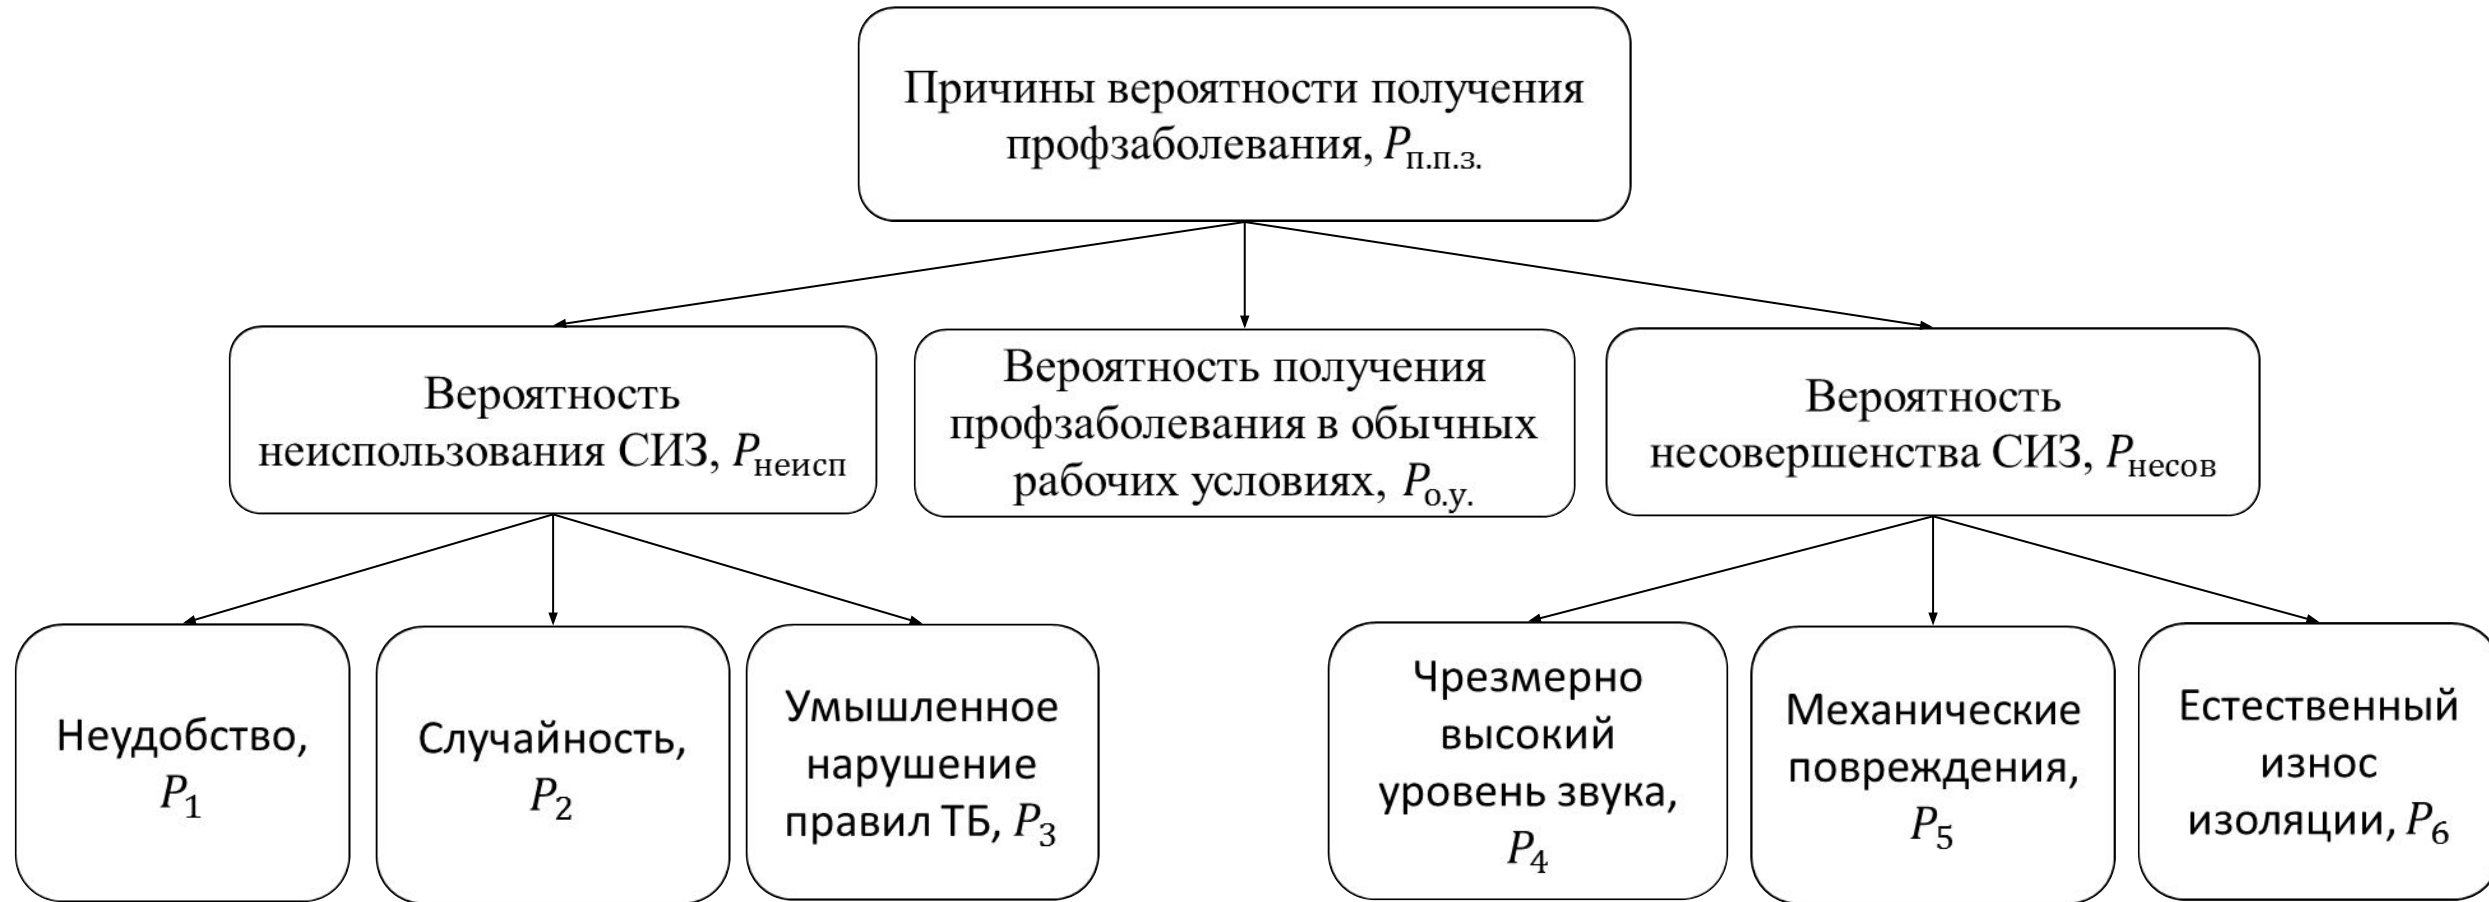 Причины вероятности получения
профзаболевания, Pп.п.з.
Вероятность
неиспользования СИЗ, Pнеисп
Вероятность получения
профзаболевания в обычных
рабочих условиях, Pо.у.
Вероятность
несовершенства СИЗ, Pнесов
Неудобство,
P1
Случайность,
P2
Умышленное
нарушение
правил ТБ, P3
Чрезмерно
высокий
уровень звука,
P4
Механические
повреждения,
P5
Естественный
износ
изоляции, P6